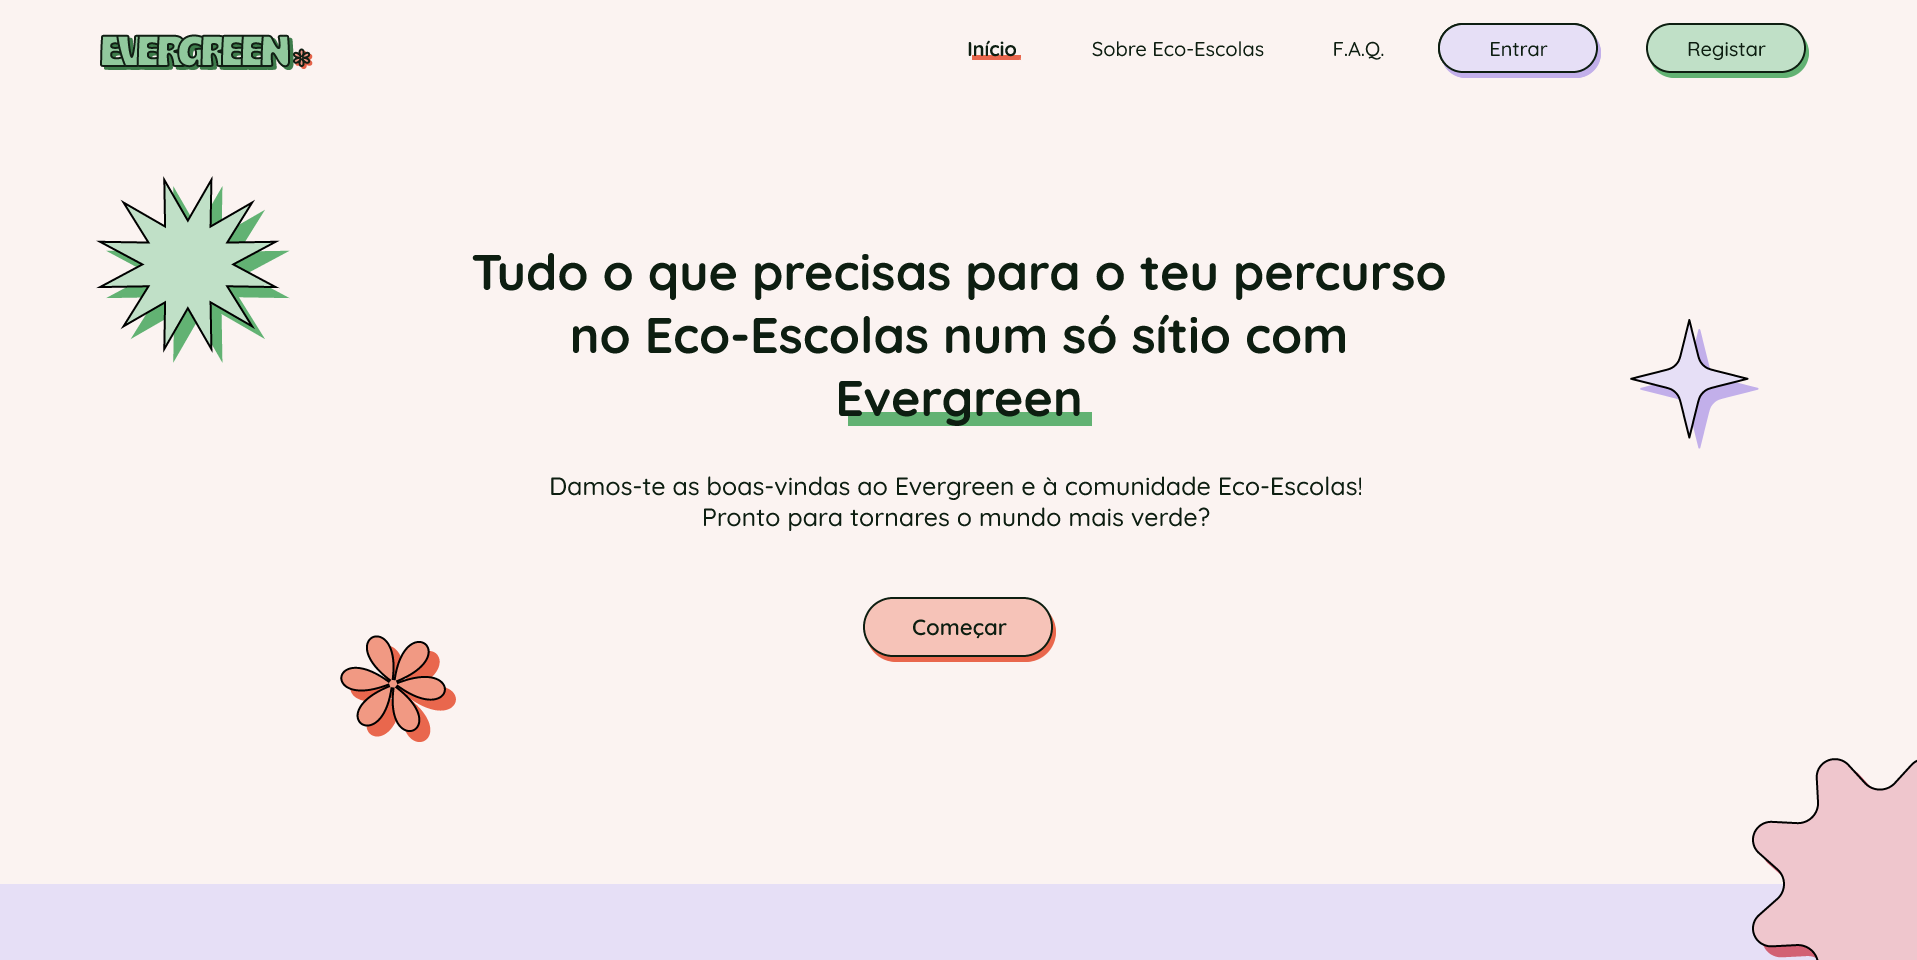 EVERGREEN
Início
Sobre Eco-Escolas
F.A.Q.
Entrar
Registar
Tudo o que precisas para o teu percurso
no Eco-Escolas num só sítio com
Evergreen
Damos-te as boas-vindas ao Evergreen e à comunidade Eco-Escolas!
Pronto para tornares o mundo mais verde?
Começar